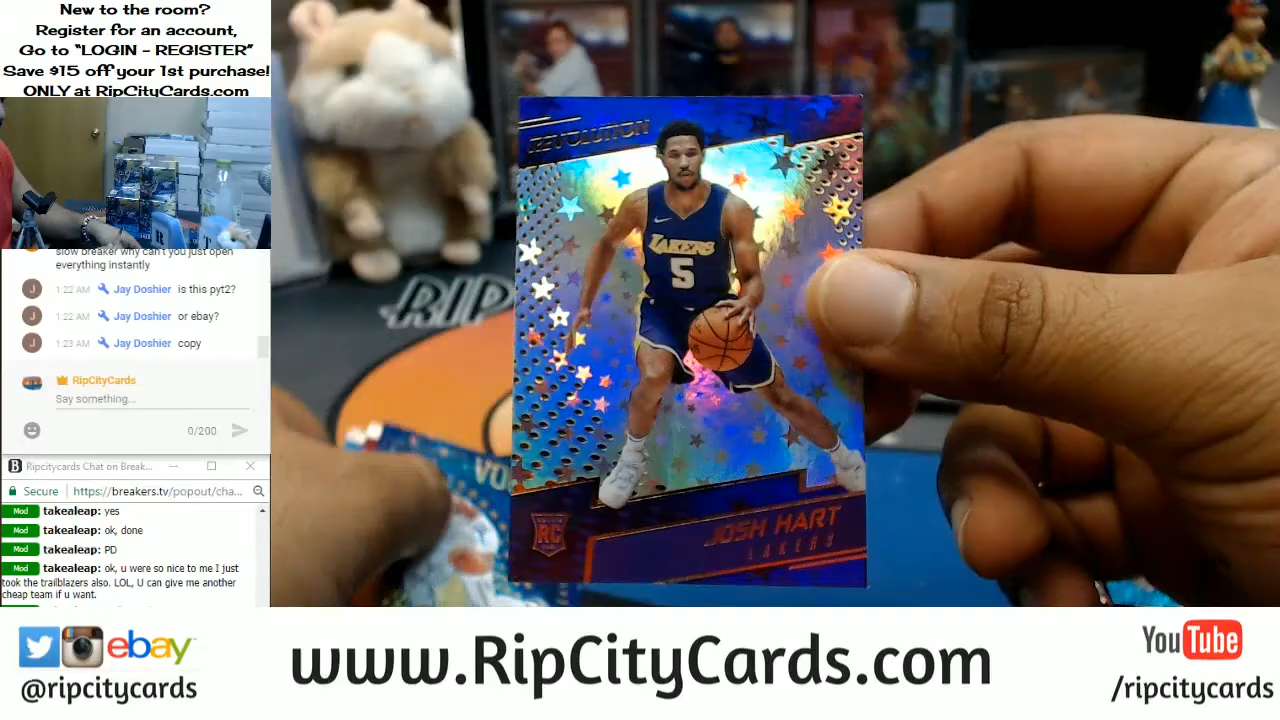 New to the room?
Register for an account,
Go to “LOGIN - REGISTER”
Save $15 off your 1st purchase!
ONLY at RipCityCards.com
slow breaker why can't you just open
everything instantly
J 1:22 AM Jay Doshier is this pyt2?
J 1:22 AM Jay Doshier or ebay?
J 1:23 AM Jay Doshier copy
RipCityCards
Say something...
0/200
Ripcitycards Chat on Break...
Secure https://breakers.tv/popout/cha...
Mod takealeap: yes
Mod takealeap: ok, done
Mod takealeap: PD
Mod takealeap: ok, u were so nice to me I just
took the trailblazers also. LOL, U can give me another
cheap team if u want.
REVOLUTION
LAKERS
5
RC
JOSH HART
LAKERS
RIP
ebay
@ripcitycards
www.RipCityCards.com
YouTube
/ripcitycards